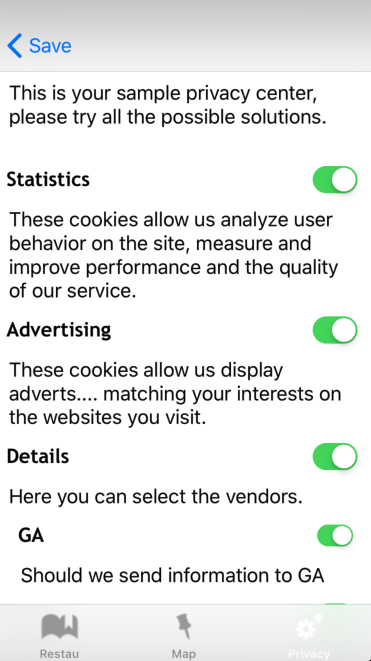 Save
This is your sample privacy center,
please try all the possible solutions.
Statistics
These cookies allow us analyze user
behavior on the site, measure and
improve performance and the quality
of our service.
Advertising
These cookies allow us display
adverts.... matching your interests on
the websites you visit.
Details
Here you can select the vendors.
GA
Should we send information to GA
Restau
Map
Privacy